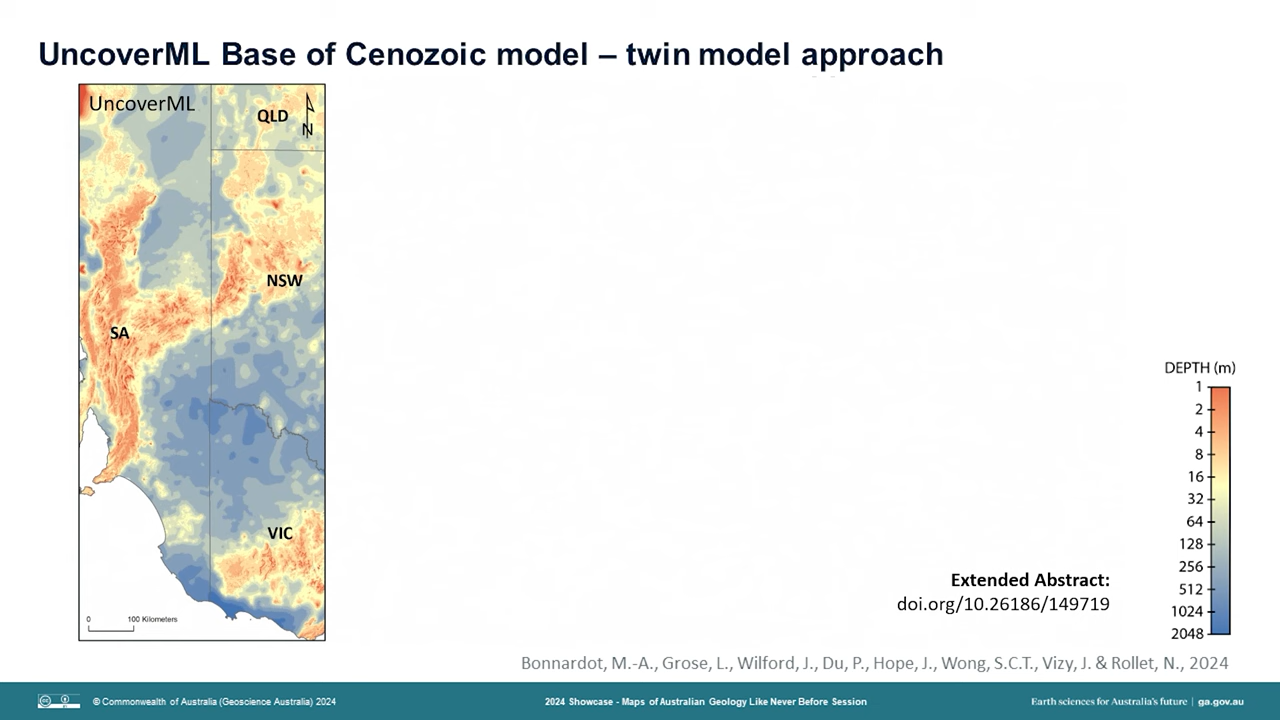 UncoverML Base of Cenozoic model – twin model approach
UncoverML
QLD
N
NSW
SA
VIC
0 100 Kilometers
DEPTH (m)
1
2
4
8
16
32
64
128
256
512
1024
2048
Extended Abstract:
doi.org/10.26186/149719
Bonnardot, M.-A., Grose, L., Wilford, J., Du, P., Hope, J., Wong, S.C.T., Vizy, J. & Rollet, N., 2024
© Commonwealth of Australia (Geoscience Australia) 2024
2024 Showcase - Maps of Australian Geology Like Never Before Session
Earth sciences for Australia's future | ga.gov.au